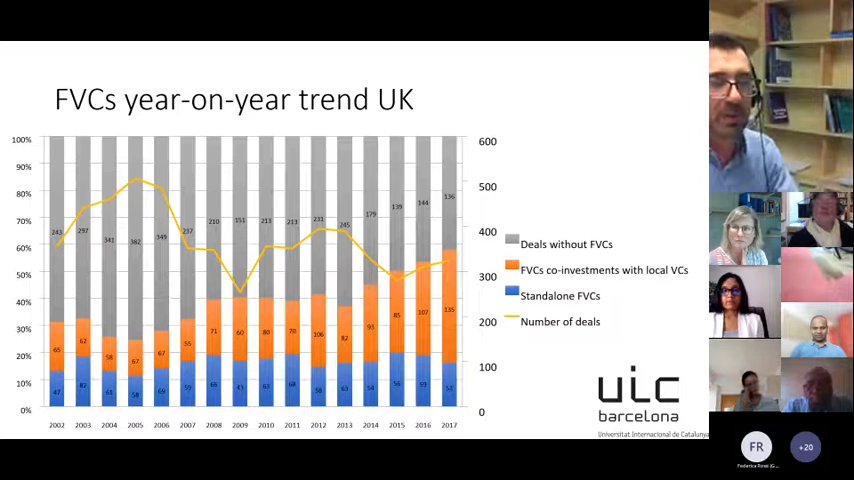 FVCs year-on-year trend UK
100%
90%
80%
70%
60%
50%
40%
30%
20%
10%
0%
600
500
400
300
200
100
0
243 297 341 382 349 237 210 151 211 213 231 245 179 139 144 136
65 62 58 67 67 55 71 60 80 70 106 82 93 85 107 135
47 82 61 58 69 59 66 43 63 68 58 63 54 56 59 53
2002 2003 2004 2005 2006 2007 2008 2009 2010 2011 2012 2013 2014 2015 2016 2017
Deals without FVCs
FVCs co-investments with local VCs
Standalone FVCs
Number of deals
uic
barcelona
Universitat Internacional de Catalunya
FR
+20